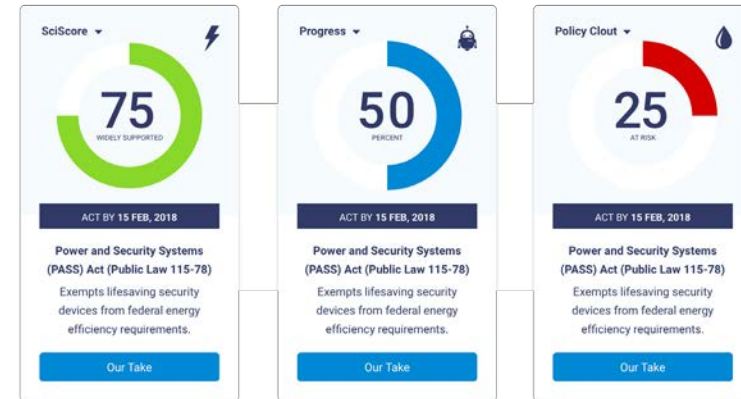 SciScore
75
WIDELY SUPPORTED
ACT BY 15 FEB, 2018
Power and Security Systems
(PASS) Act (Public Law 115-78)
Exempts lifesaving security
devices from federal energy
efficiency requirements.
Our Take
Progress
50
PERCENT
ACT BY 15 FEB, 2018
Power and Security Systems
(PASS) Act (Public Law 115-78)
Exempts lifesaving security
devices from federal energy
efficiency requirements.
Our Take
Policy Clout
25
AT RISK
ACT BY 15 FEB, 2018
Power and Security Systems
(PASS) Act (Public Law 115-78)
Exempts lifesaving security
devices from federal energy
efficiency requirements.
Our Take